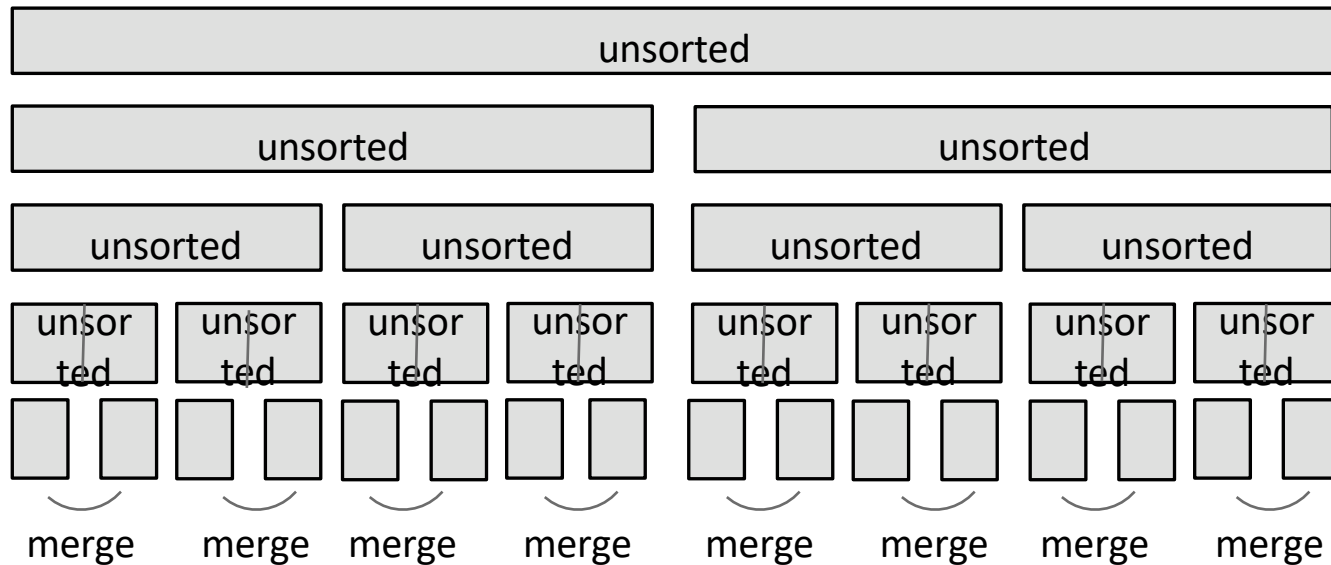 unsorted
unsorted unsorted
unsorted unsorted unsorted unsorted
unsor unsor unsor unsor unsor unsor unsor unsor
ted ted ted ted ted ted ted ted
merge merge merge merge merge merge merge merge